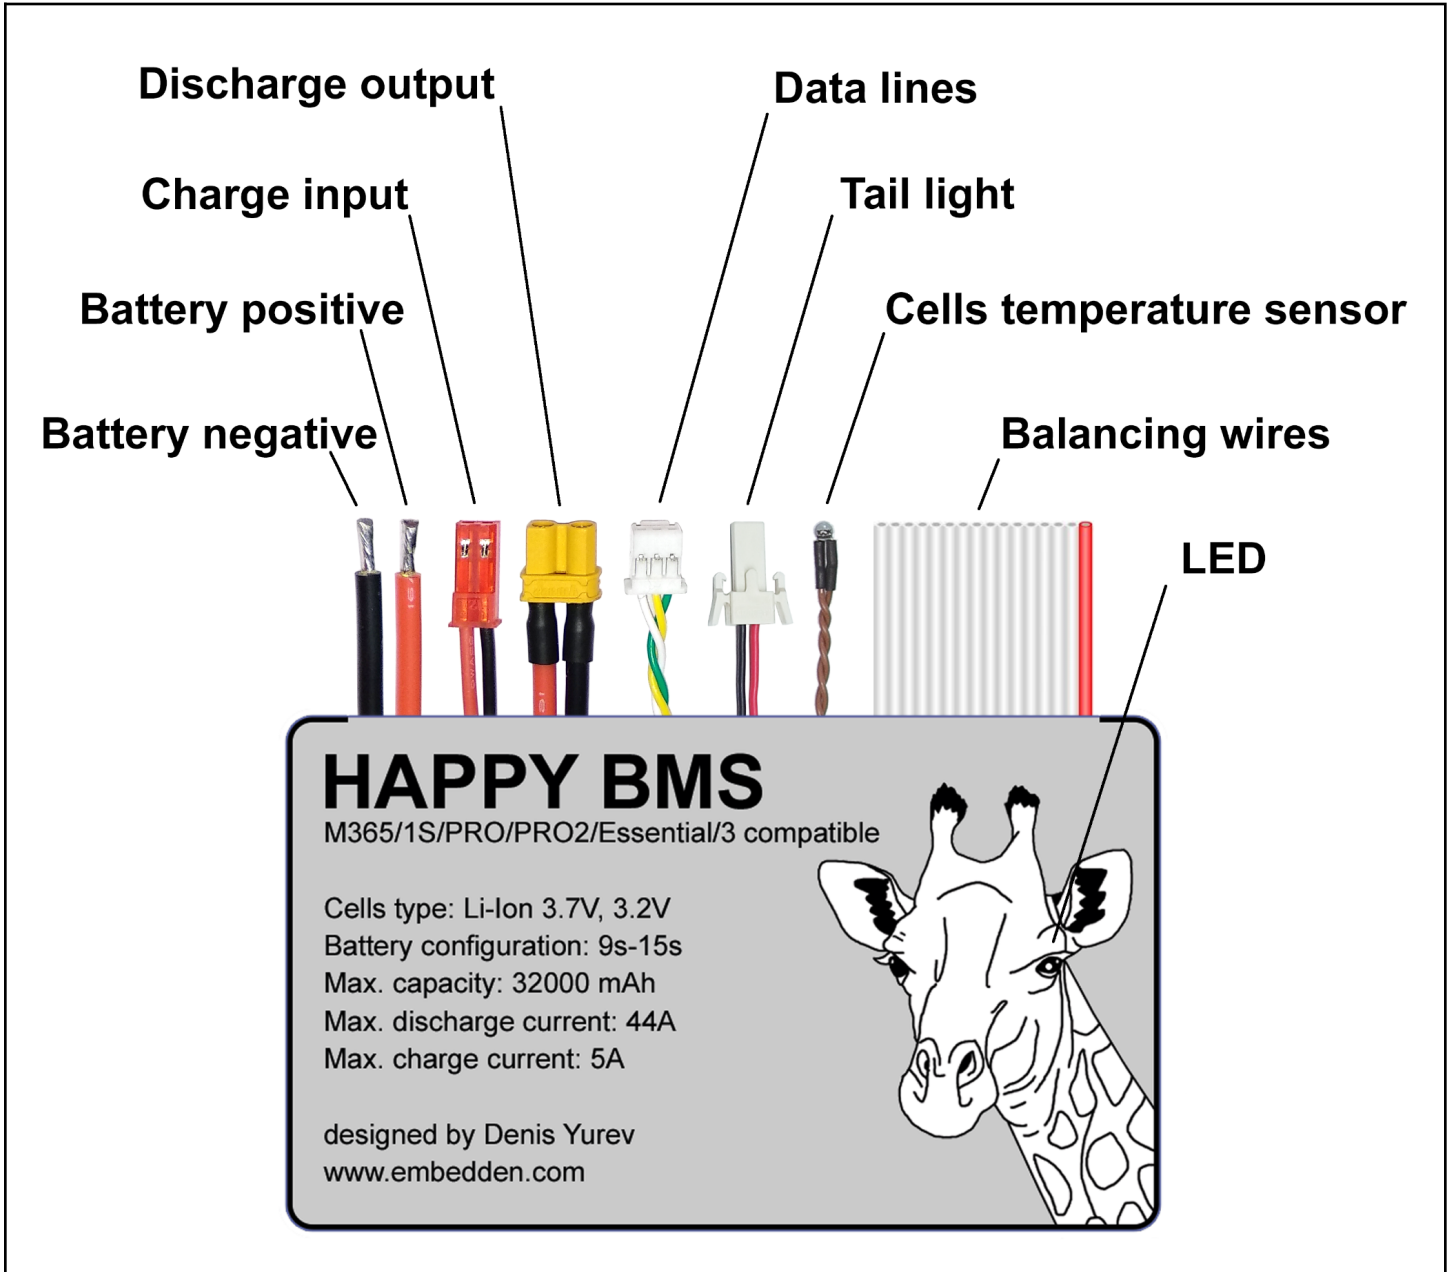 Discharge output
Data lines
Charge input
Tail light
Battery positive
Cells temperature sensor
Battery negative
Balancing wires
LED
HAPPY BMS
M365/1S/PRO/PRO2/Essential/3 compatible
Cells type: Li-Ion 3.7V, 3.2V
Battery configuration: 9s-15s
Max. capacity: 32000 mAh
Max. discharge current: 44A
Max. charge current: 5A
designed by Denis Yurev
www.embedden.com